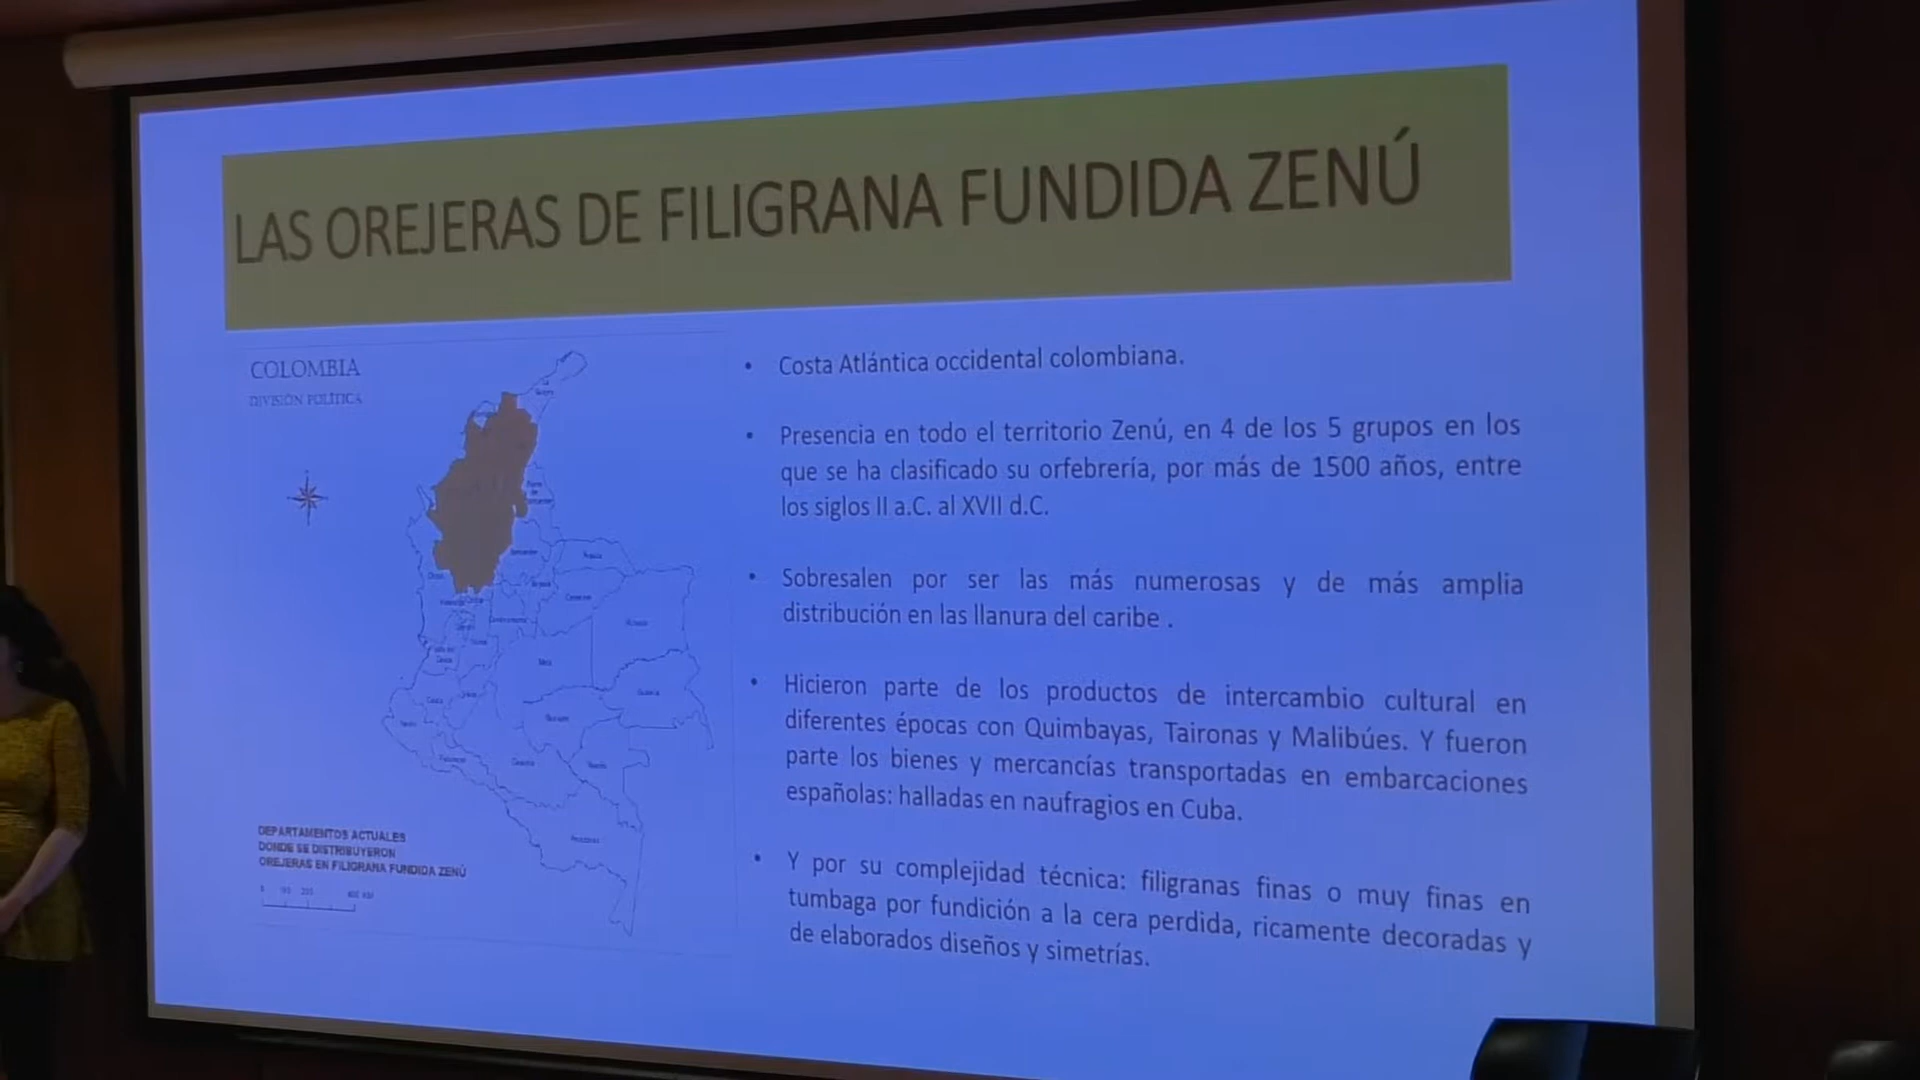 LAS OREJERAS DE FILIGRANA FUNDIDA ZENÚ
COLOMBIA
DIVISIÓN POLÍTICA
• Costa Atlántica occidental colombiana.
• Presencia en todo el territorio Zenú, en 4 de los 5 grupos en los
que se ha clasificado su orfebrería, por más de 1500 años, entre
los siglos II a.C. al XVII d.C.
• Sobresalen por ser las más numerosas y de más amplia
distribución en las llanura del caribe .
• Hicieron parte de los productos de intercambio cultural en
diferentes épocas con Quimbayas, Taironas y Malibúes. Y fueron
parte los bienes y mercancías transportadas en embarcaciones
españolas: halladas en naufragios en Cuba.
• Y por su complejidad técnica: filigranas finas o muy finas en
tumbaga por fundición a la cera perdida, ricamente decoradas y
de elaborados diseños y simetrías.
DEPARTAMENTOS ACTUALES
DONDE SE DISTRIBUYERON
OREJERAS EN FILIGRANA FUNDIDA ZENÚ